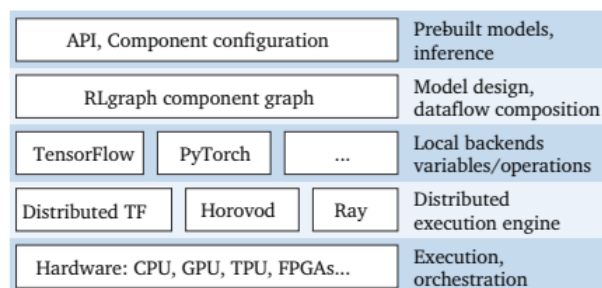 API, Component configuration
Prebuilt models,
inference
RLgraph component graph
Model design,
dataflow composition
TensorFlow
PyTorch
...
Local backends
variables/operations
Distributed TF
Horovod
Ray
Distributed
execution engine
Hardware: CPU, GPU, TPU, FPGAs...
Execution,
orchestration